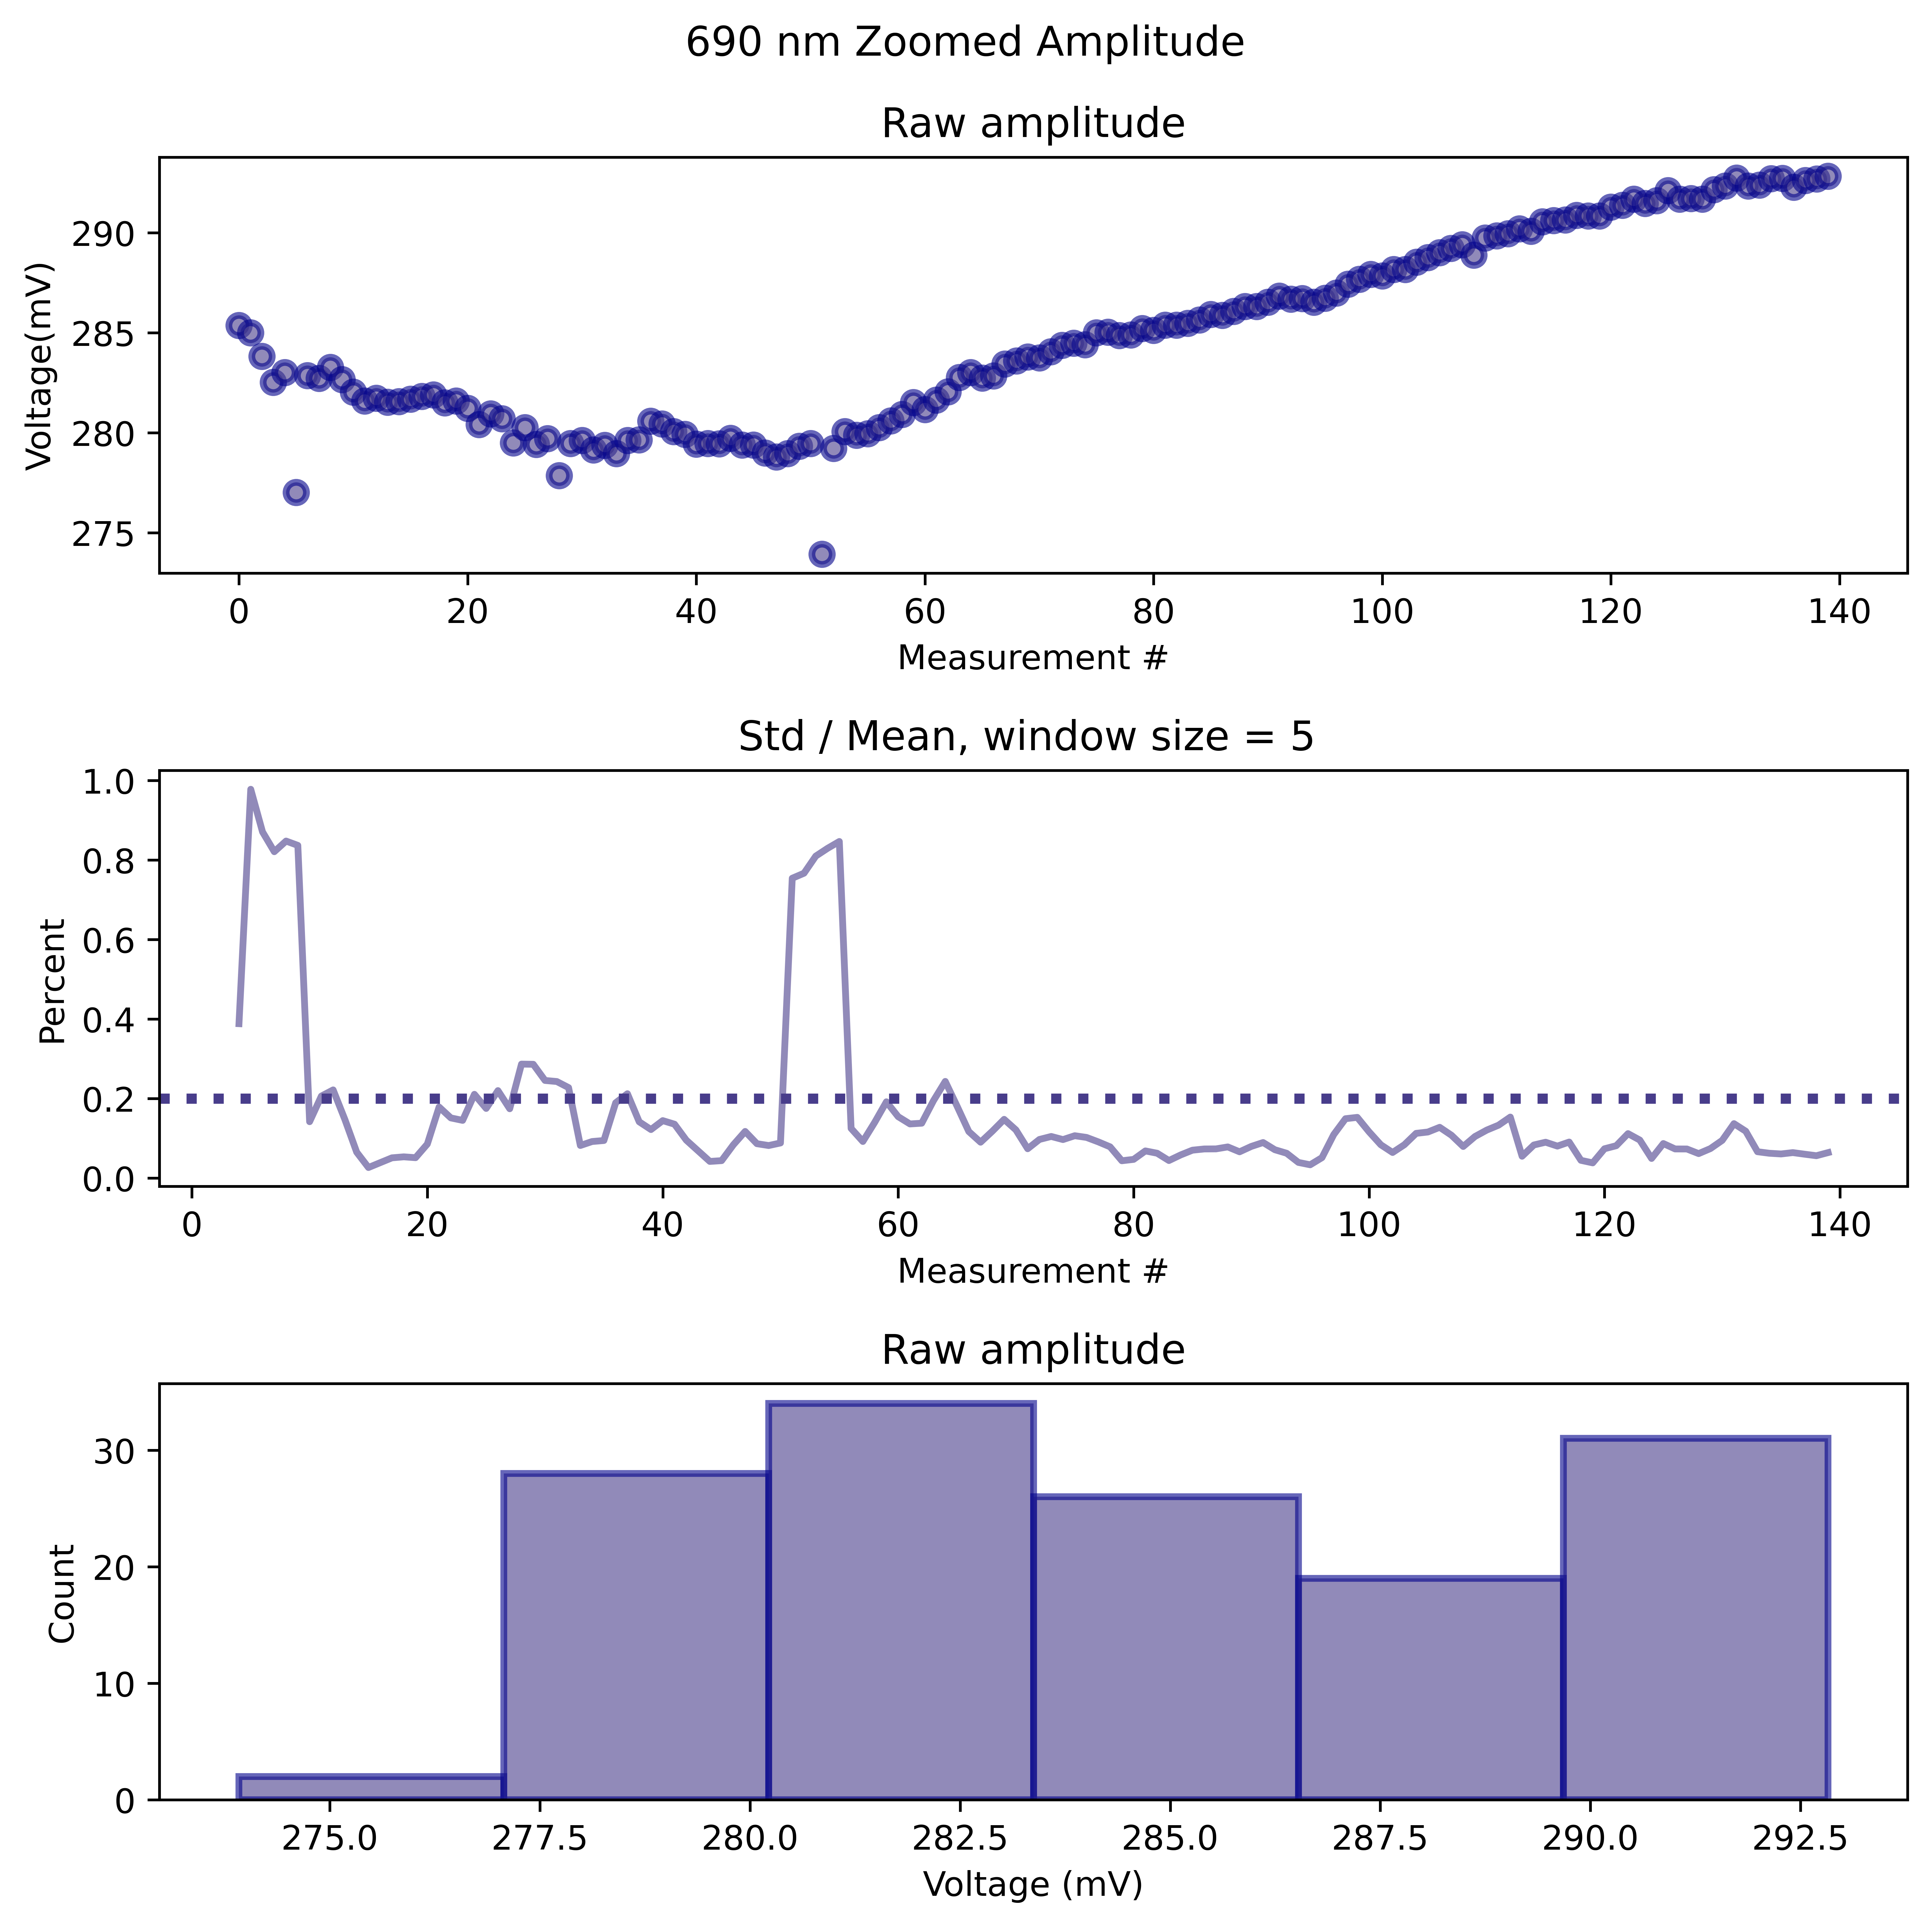 690 nm Zoomed Amplitude
Raw amplitude
Voltage(mV)
290
285
280
275
0 20 40 60 80 100 120 140
Measurement #
Std / Mean, window size = 5
Percent
1.0
0.8
0.6
0.4
0.2
0.0
0 20 40 60 80 100 120 140
Measurement #
Raw amplitude
Count
30
20
10
0
275.0 277.5 280.0 282.5 285.0 287.5 290.0 292.5
Voltage (mV)